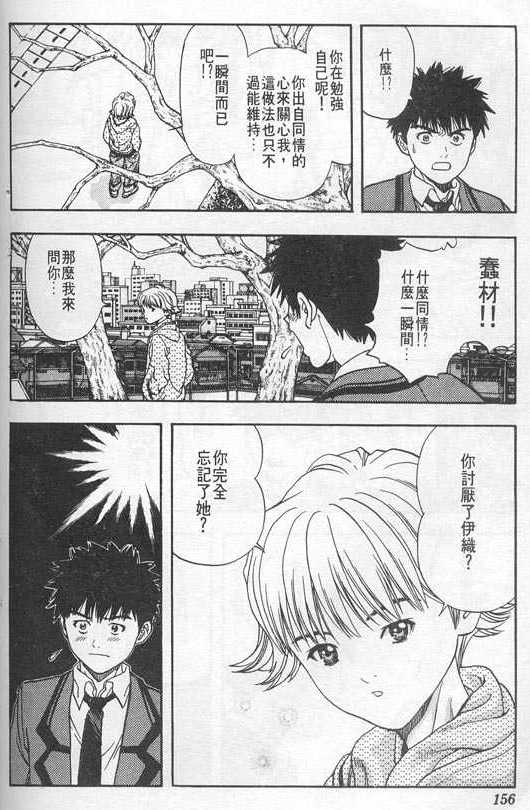 什麼!?
你在勉強
自己呢!
你出自同情的
心來關心我,
這做法也只不
過能維持…
一瞬間而已
吧!?
蠢材!!
什麼同情?
什麼一瞬間…
那麼我來
問你…
你討厭了伊織?
你完全
忘記了她?
156